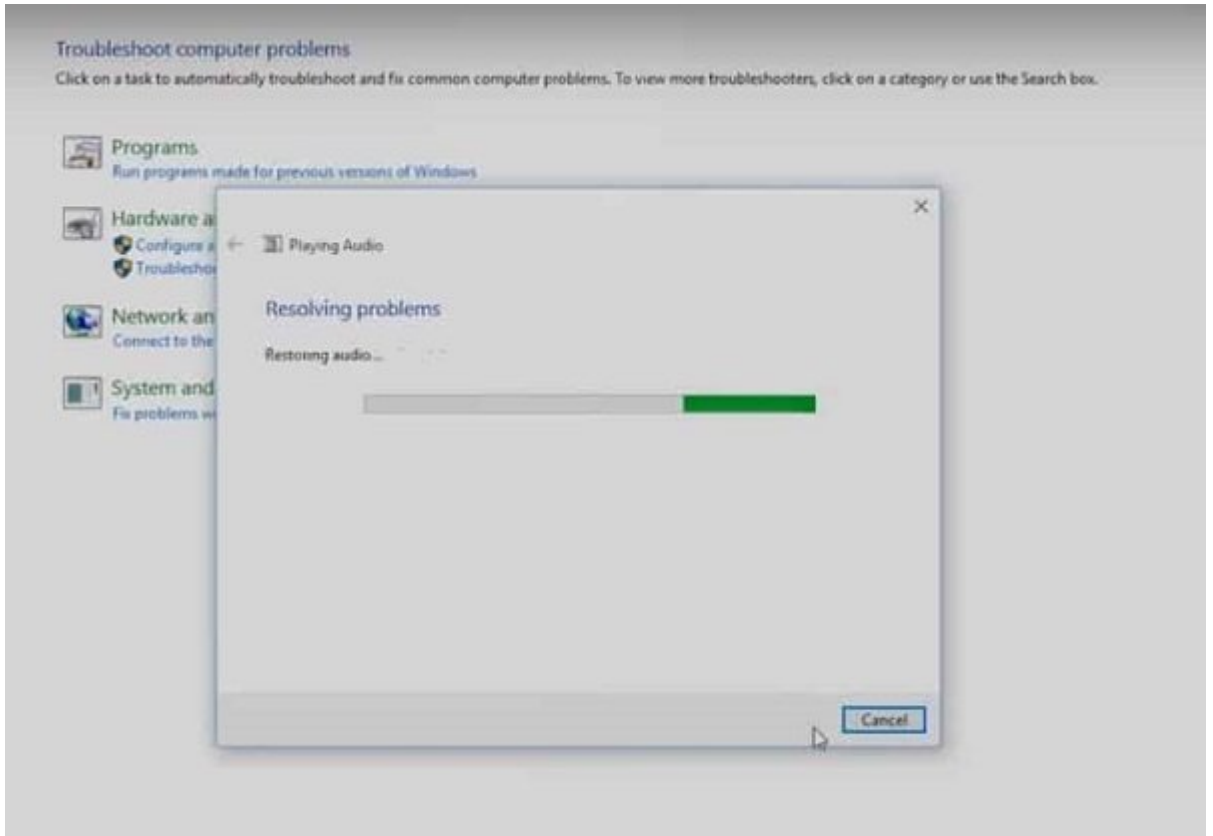 Troubleshoot computer problems
Click on a task to automatically troubleshoot and fix common computer problems. To view more troubleshooters, click on a category or use the Search box.
Programs
Run programs made for previous versions of Windows
Hardware a
Configure a
Troubleshoo
Network an
Connect to the
System and
Fix problems w
Playing Audio
Resolving problems
Restoring audio...
Cancel